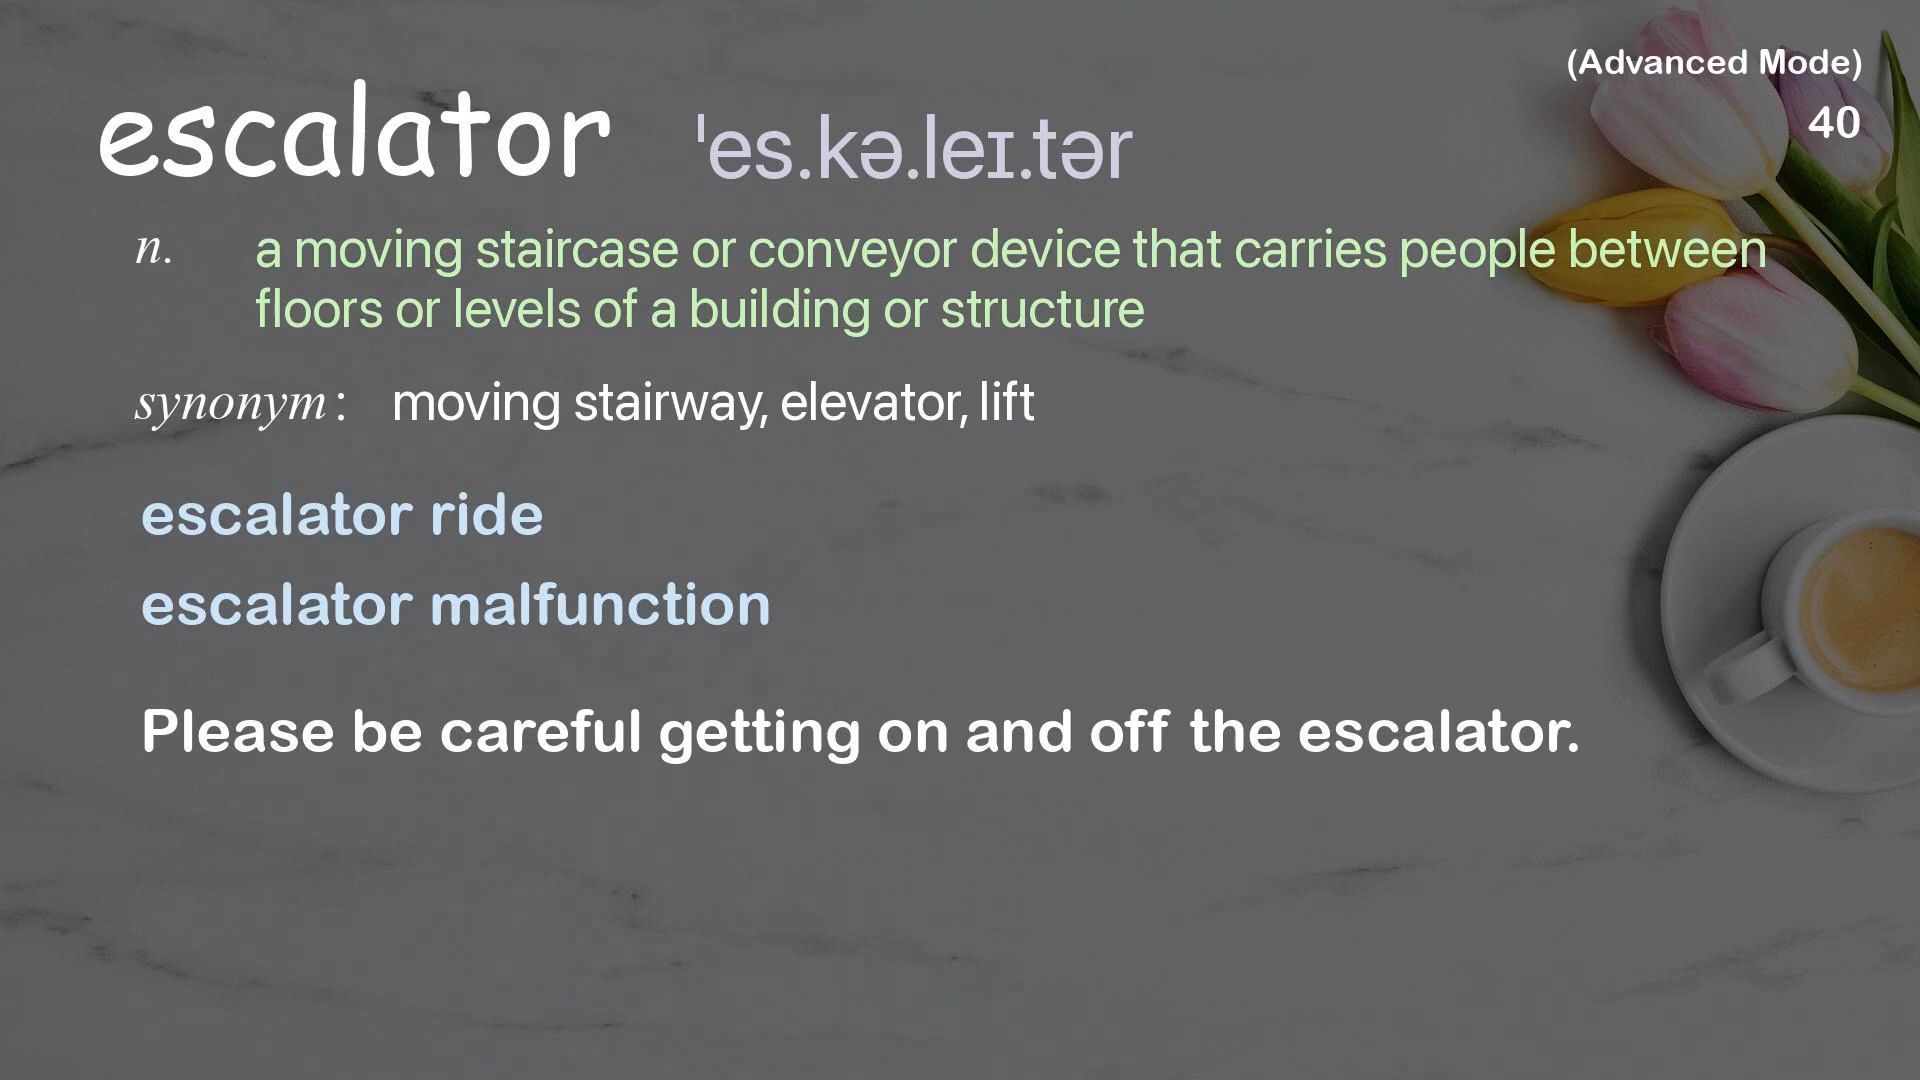 (Advanced Mode)
40
escalator ˈes.kə.leɪ.tər
n. a moving staircase or conveyor device that carries people between
floors or levels of a building or structure
synonym: moving stairway, elevator, lift
escalator ride
escalator malfunction
Please be careful getting on and off the escalator.